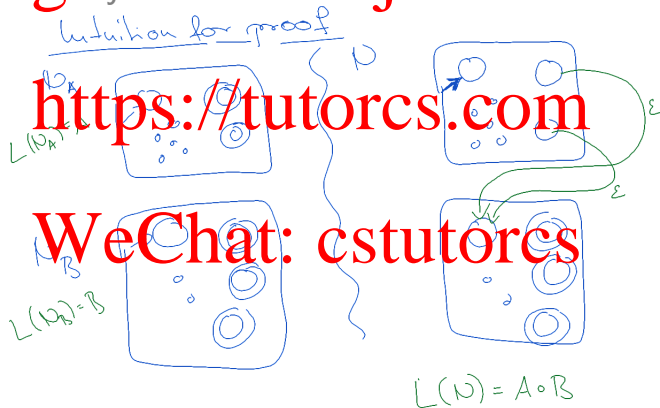 Intuition for proof
N
N_A
https://tutorcs.com
L(N_A)=
ε
ε
WeChat: cstutorcs
N_B
L(N_B)=B
L(N) = A∘B